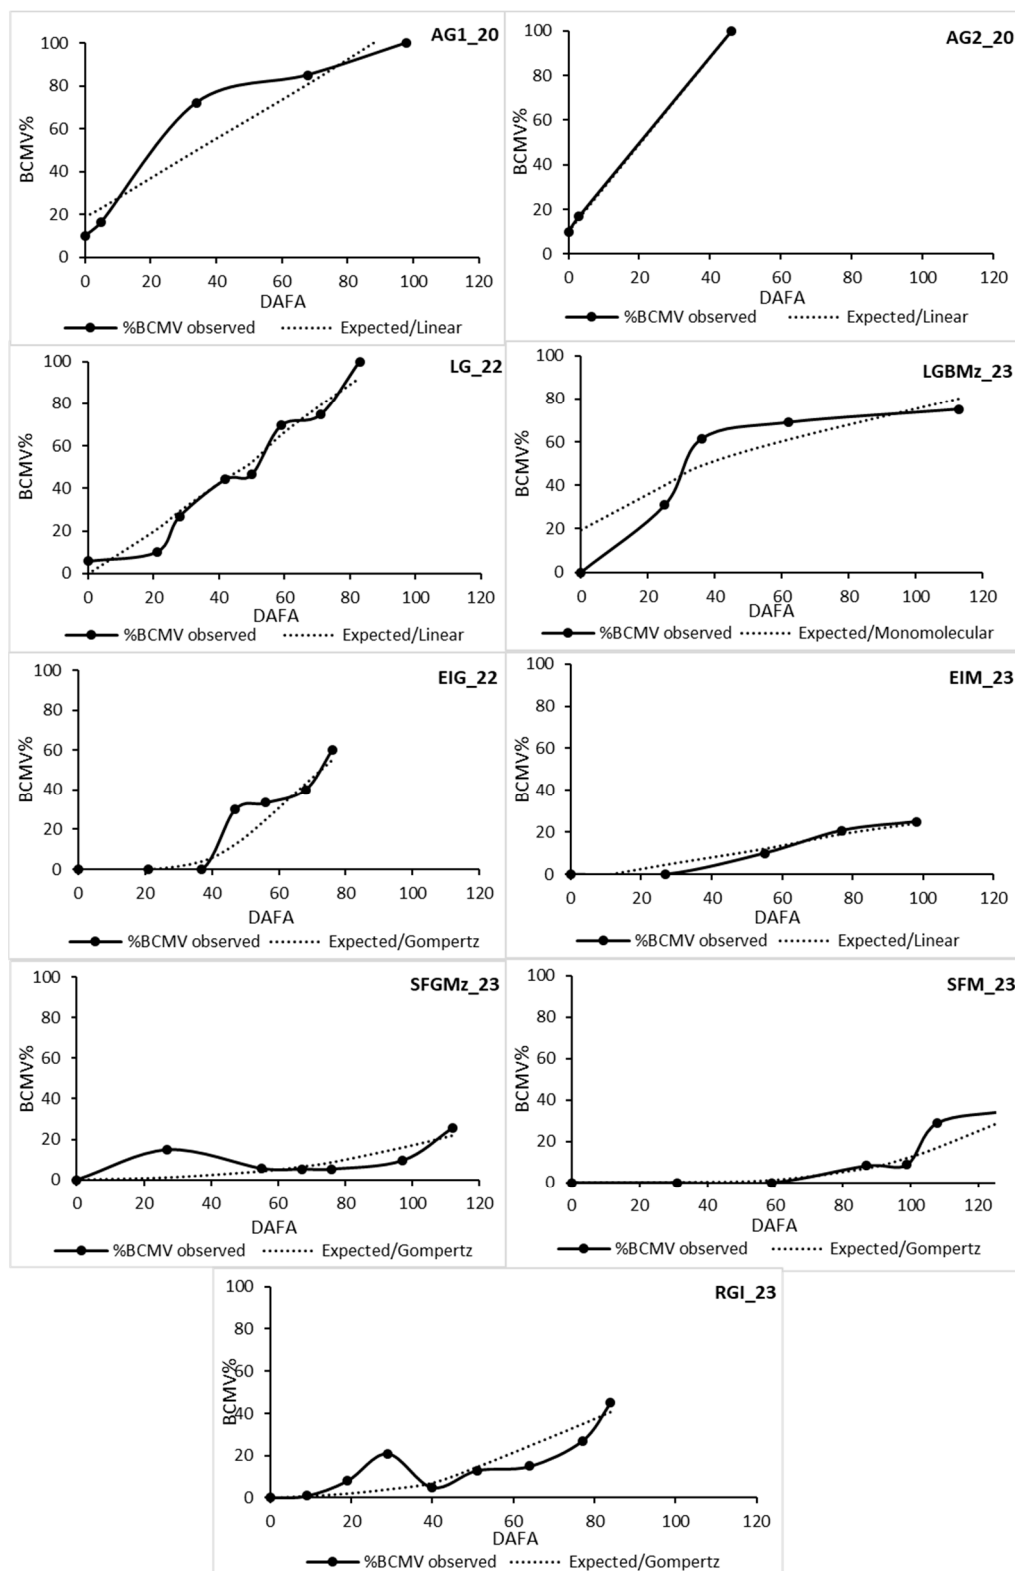 AG1_20
BCMV%
100
80
60
40
20
0
0 20 40 60 80 100 120
DAFA
%BCMV observed Expected/Linear
AG2_20
BCMV%
100
80
60
40
20
0
0 20 40 60 80 100 120
DAFA
%BCMV observed Expected/Linear
LG_22
BCMV%
100
80
60
40
20
0
0 20 40 60 80 100 120
DAFA
%BCMV observed Expected/Linear
LGBMz_23
BCMV%
100
80
60
40
20
0
0 20 40 60 80 100 120
DAFA
%BCMV observed Expected/Monomolecular
EIG_22
BCMV%
100
80
60
40
20
0
0 20 40 60 80 100 120
DAFA
%BCMV observed Expected/Gompertz
EIM_23
BCMV%
100
80
60
40
20
0
0 20 40 60 80 100 120
DAFA
%BCMV observed Expected/Linear
SFGMz_23
BCMV%
100
80
60
40
20
0
0 20 40 60 80 100 120
DAFA
%BCMV observed Expected/Gompertz
SFM_23
BCMV%
100
80
60
40
20
0
0 20 40 60 80 100 120
DAFA
%BCMV observed Expected/Gompertz
RGI_23
BCMV%
100
80
60
40
20
0
0 20 40 60 80 100 120
DAFA
%BCMV observed Expected/Gompertz